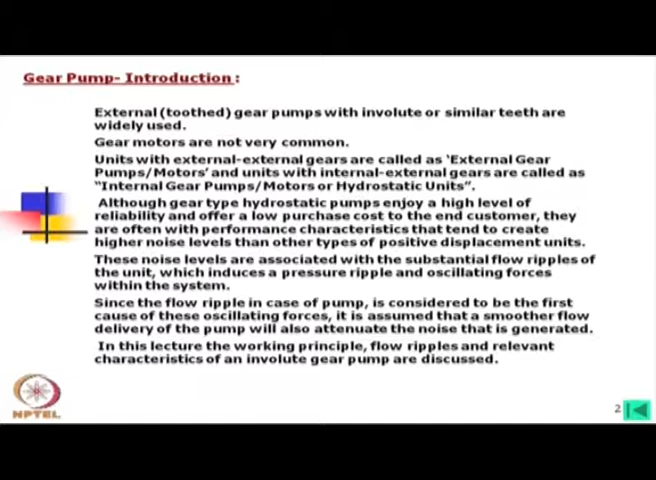 Gear Pump- Introduction :
External (toothed) gear pumps with involute or similar teeth are
widely used.
Gear motors are not very common.
Units with external-external gears are called as ‘External Gear
Pumps/Motors’ and units with internal-external gears are called as
“Internal Gear Pumps/Motors or Hydrostatic Units”.
Although gear type hydrostatic pumps enjoy a high level of
reliability and offer a low purchase cost to the end customer, they
are often with performance characteristics that tend to create
higher noise levels than other types of positive displacement units.
These noise levels are associated with the substantial flow ripples of
the unit, which induces a pressure ripple and oscillating forces
within the system.
Since the flow ripple in case of pump, is considered to be the first
cause of these oscillating forces, it is assumed that a smoother flow
delivery of the pump will also attenuate the noise that is generated.
In this lecture the working principle, flow ripples and relevant
characteristics of an involute gear pump are discussed.
NPTEL
2